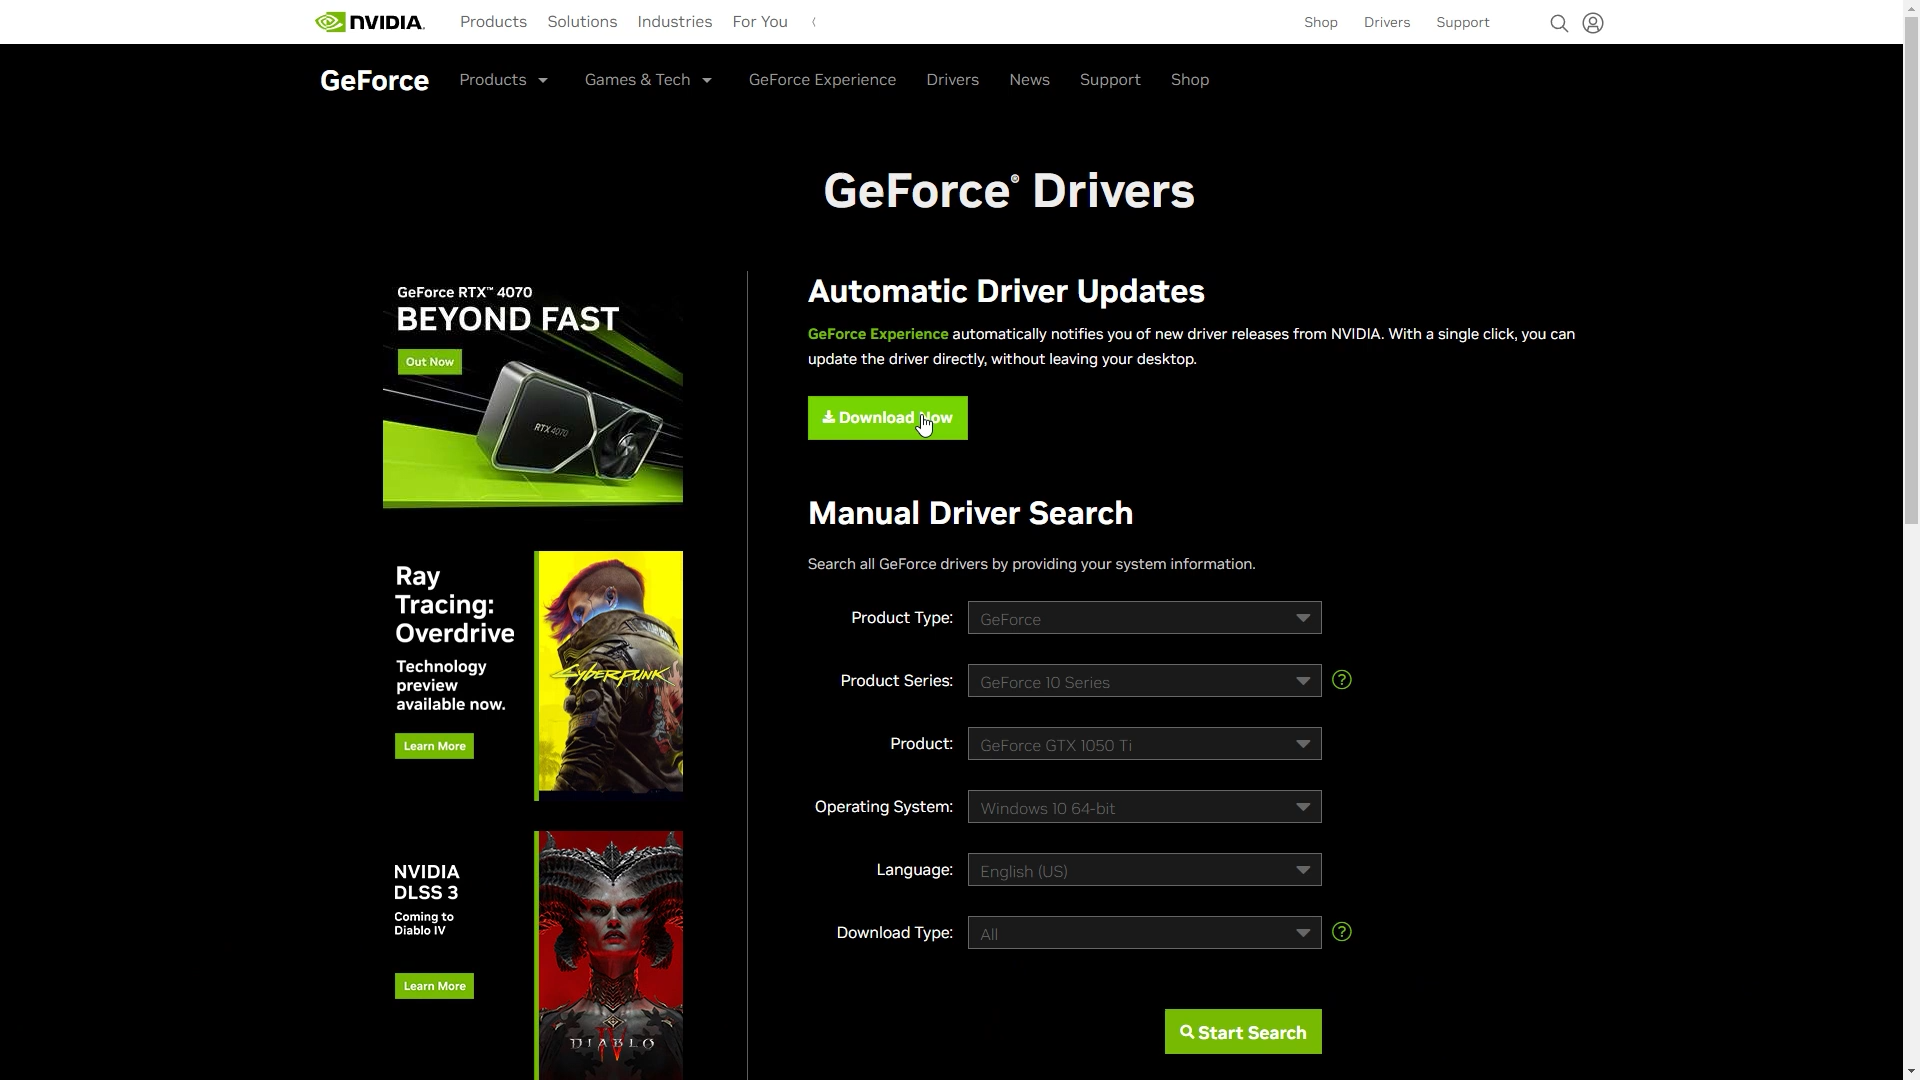 NVIDIA. Products Solutions Industries For You Shop Drivers Support
GeForce Products Games & Tech GeForce Experience Drivers News Support Shop
GeForce® Drivers
GeForce RTX™ 4070
BEYOND FAST
Out Now
RTX 4070
Ray
Tracing:
Overdrive
Technology
preview
available now.
Learn More
Cyberpunk
NVIDIA
DLSS 3
Coming to
Diablo IV
Learn More
IV
DIABLO
Automatic Driver Updates
GeForce Experience automatically notifies you of new driver releases from NVIDIA. With a single click, you can
update the driver directly, without leaving your desktop.
Download Now
Manual Driver Search
Search all GeForce drivers by providing your system information.
Product Type: GeForce
Product Series: GeForce 10 Series ?
Product: GeForce GTX 1050 Ti
Operating System: Windows 10 64-bit
Language: English (US)
Download Type: All ?
Start Search